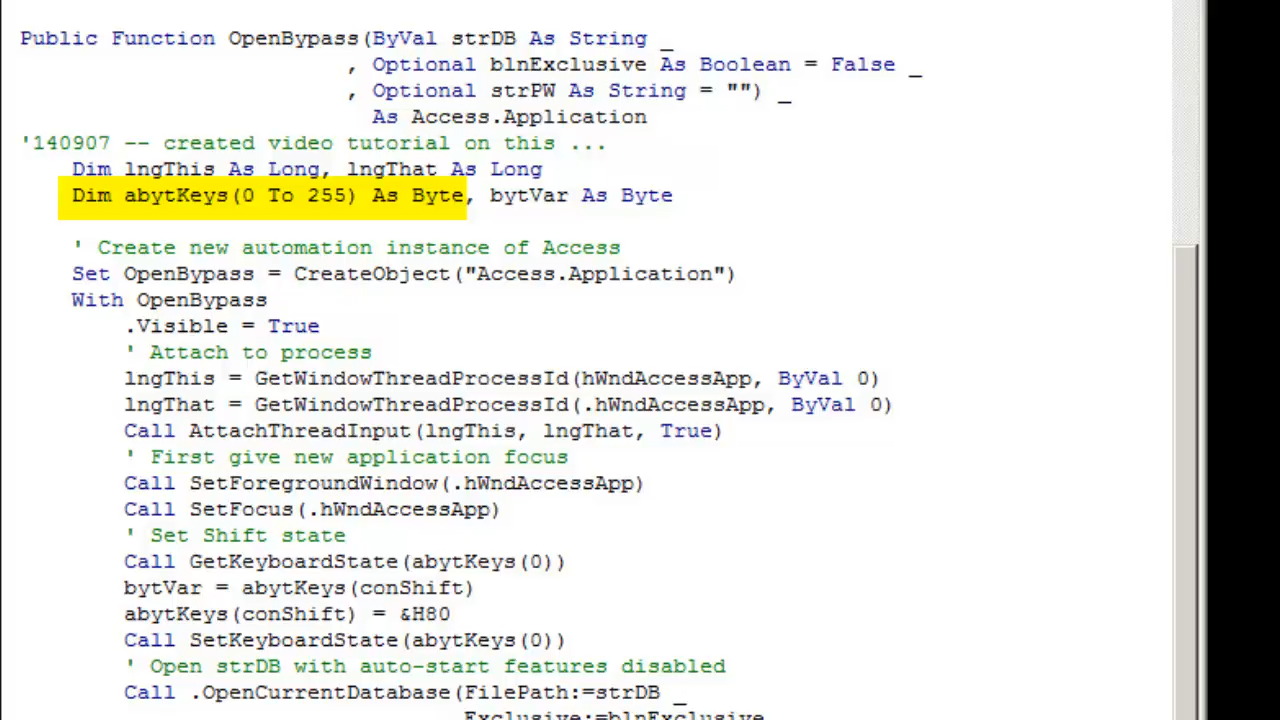 Public Function OpenBypass(ByVal strDB As String _
, Optional blnExclusive As Boolean = False _
, Optional strPW As String = "") _
As Access.Application
'140907 -- created video tutorial on this ...
Dim lngThis As Long, lngThat As Long
Dim abytKeys(0 To 255) As Byte, bytVar As Byte
' Create new automation instance of Access
Set OpenBypass = CreateObject("Access.Application")
With OpenBypass
.Visible = True
' Attach to process
lngThis = GetWindowThreadProcessId(hWndAccessApp, ByVal 0)
lngThat = GetWindowThreadProcessId(.hWndAccessApp, ByVal 0)
Call AttachThreadInput(lngThis, lngThat, True)
' First give new application focus
Call SetForegroundWindow(.hWndAccessApp)
Call SetFocus(.hWndAccessApp)
' Set Shift state
Call GetKeyboardState(abytKeys(0))
bytVar = abytKeys(conShift)
abytKeys(conShift) = &H80
Call SetKeyboardState(abytKeys(0))
' Open strDB with auto-start features disabled
Call .OpenCurrentDatabase(FilePath:=strDB _
Exclusive:=blnExclusive